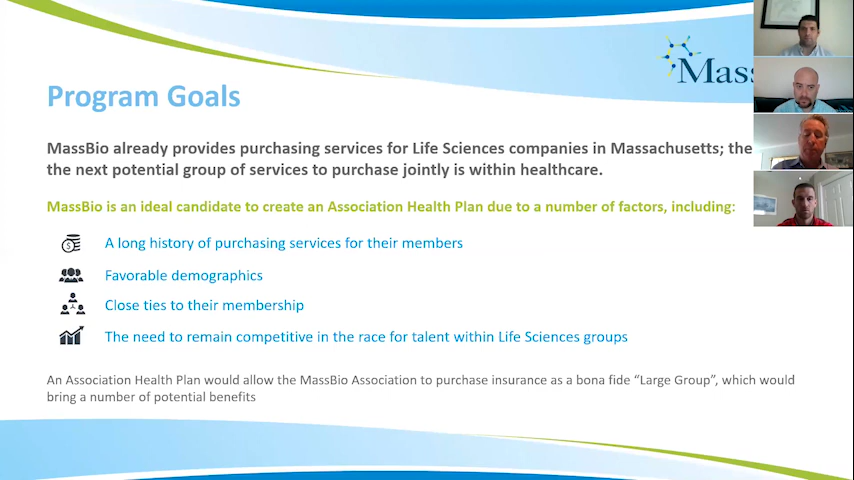 Mass
Program Goals
MassBio already provides purchasing services for Life Sciences companies in Massachusetts; the
the next potential group of services to purchase jointly is within healthcare.
MassBio is an ideal candidate to create an Association Health Plan due to a number of factors, including:
A long history of purchasing services for their members
Favorable demographics
Close ties to their membership
The need to remain competitive in the race for talent within Life Sciences groups
An Association Health Plan would allow the MassBio Association to purchase insurance as a bona fide “Large Group”, which would
bring a number of potential benefits